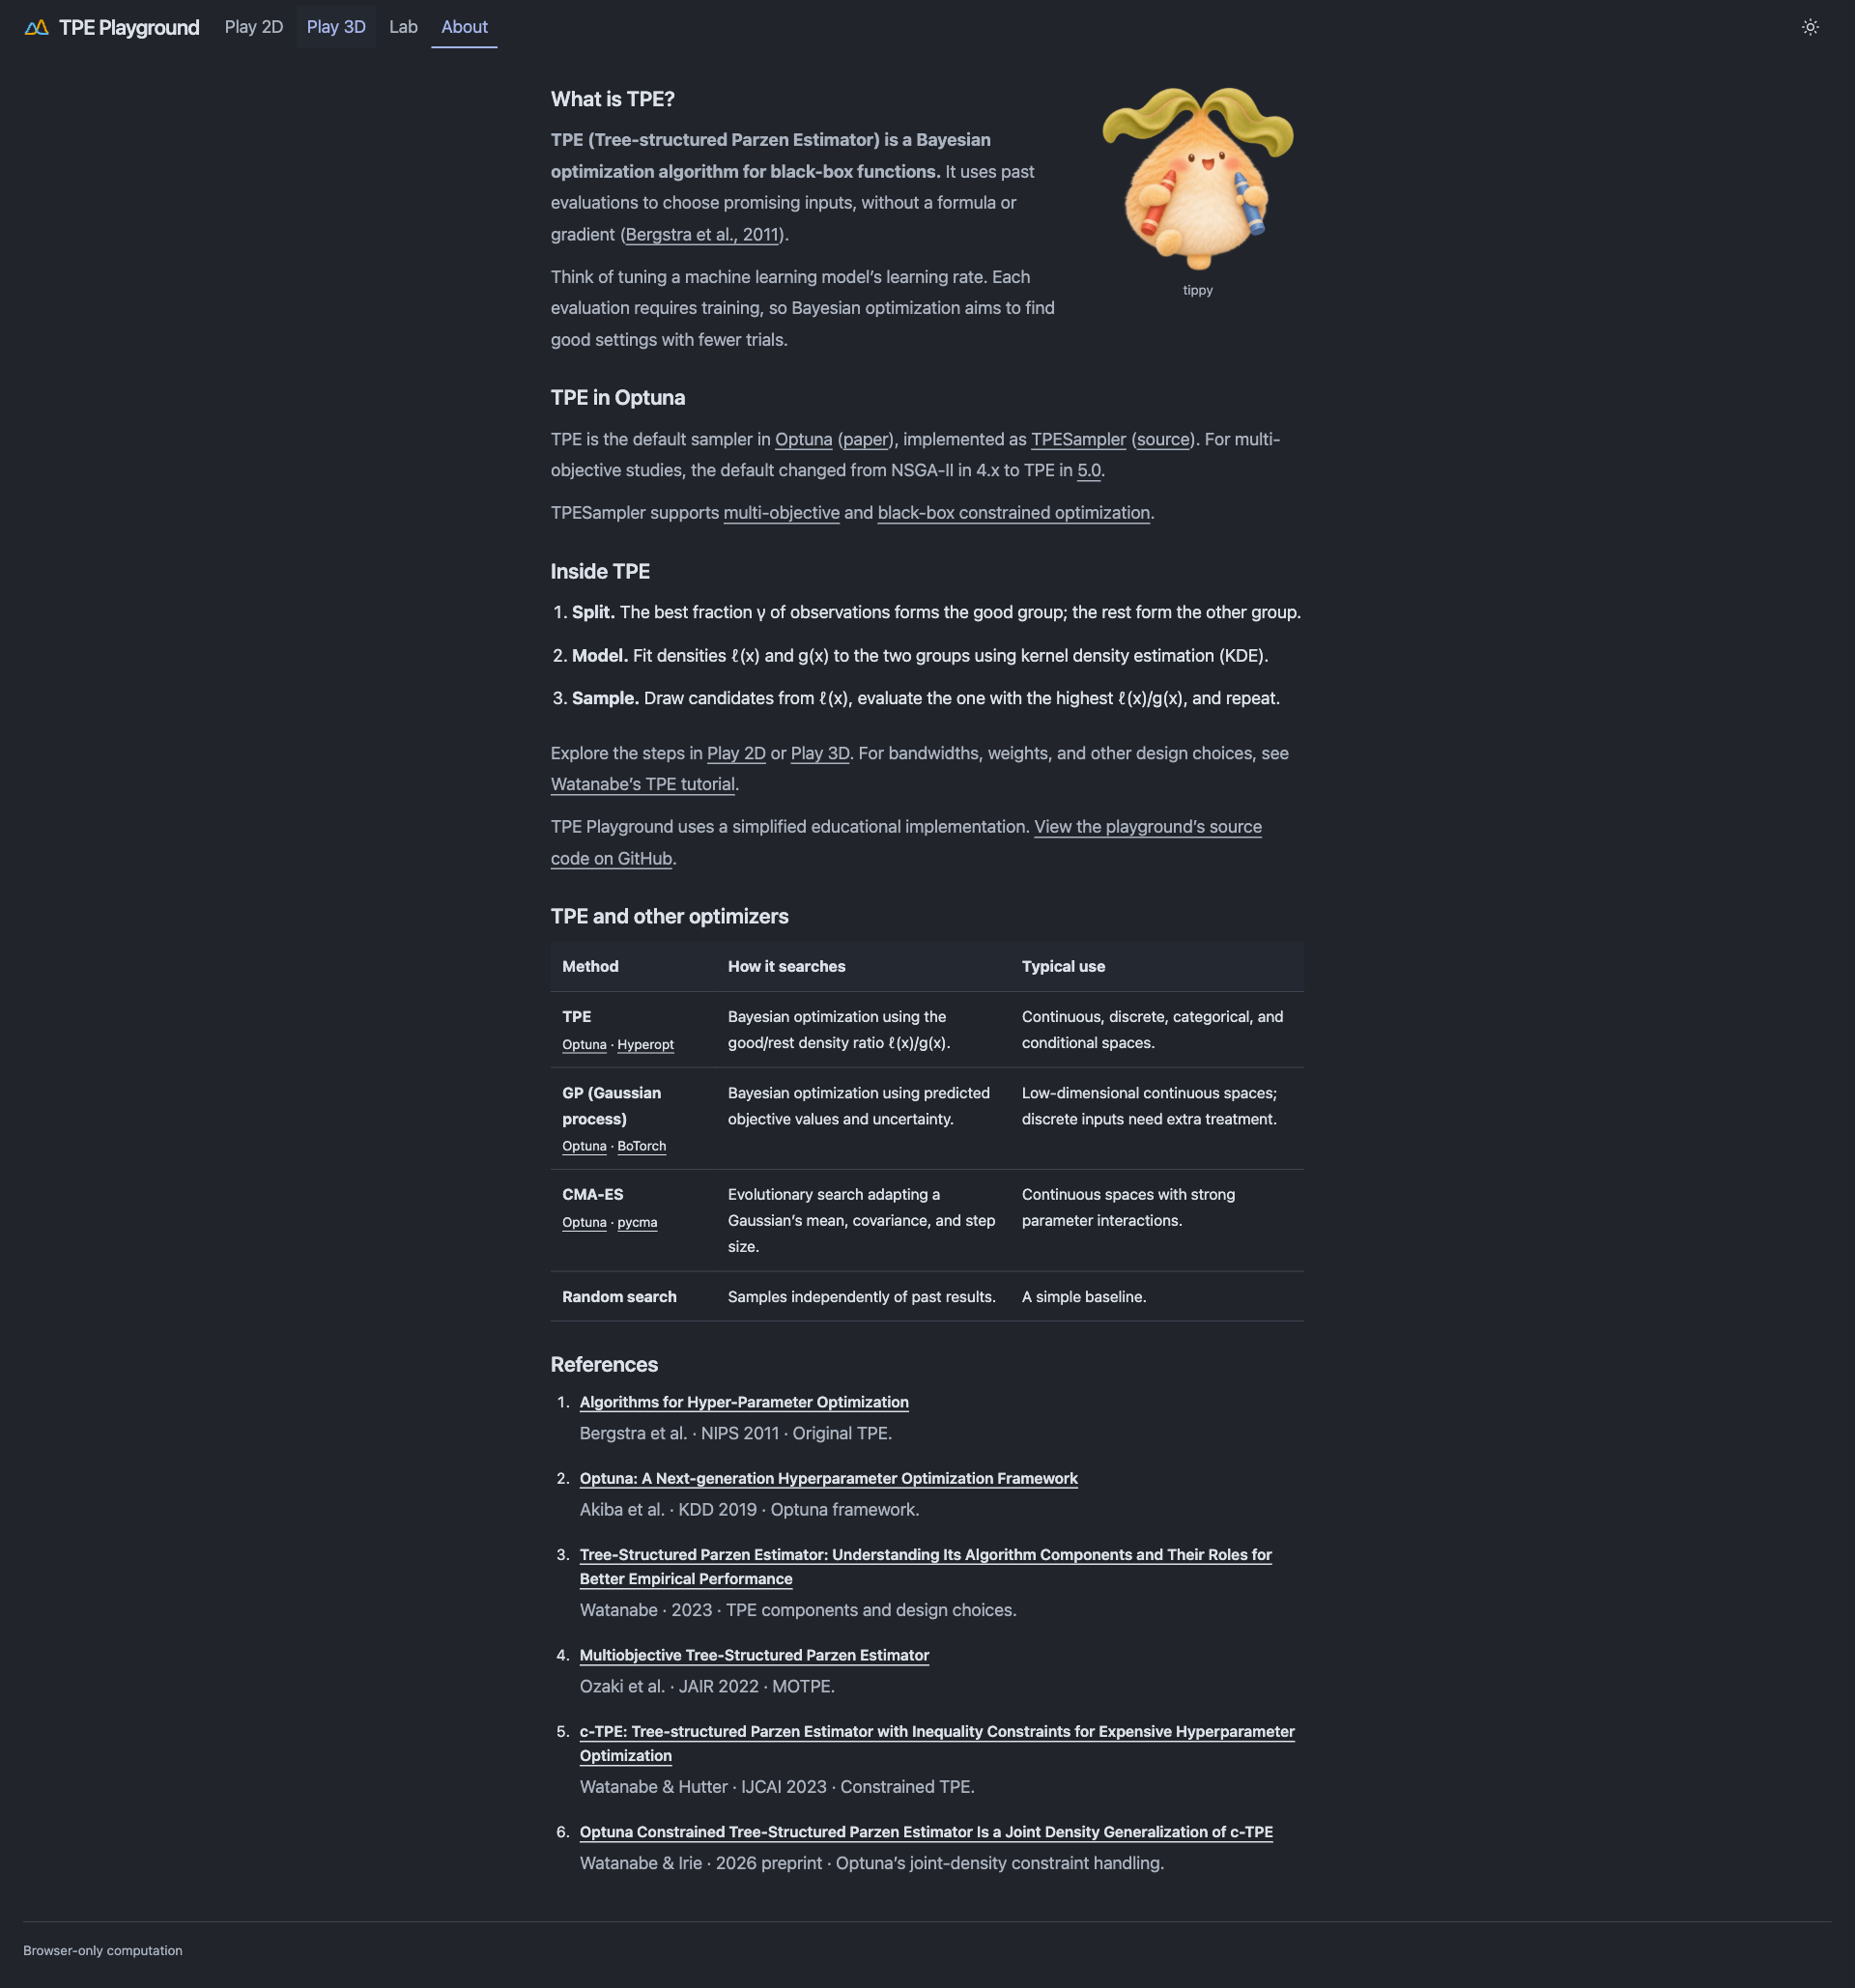 TPE Playground Play 2D Play 3D Lab About
What is TPE?
TPE (Tree-structured Parzen Estimator) is a Bayesian
optimization algorithm for black-box functions. It uses past
evaluations to choose promising inputs, without a formula or
gradient (Bergstra et al., 2011).
Think of tuning a machine learning model’s learning rate. Each
evaluation requires training, so Bayesian optimization aims to find
good settings with fewer trials.
tippy
TPE in Optuna
TPE is the default sampler in Optuna (paper), implemented as TPESampler (source). For multi-
objective studies, the default changed from NSGA-II in 4.x to TPE in 5.0.
TPESampler supports multi-objective and black-box constrained optimization.
Inside TPE
1. Split. The best fraction γ of observations forms the good group; the rest form the other group.
2. Model. Fit densities ℓ(x) and g(x) to the two groups using kernel density estimation (KDE).
3. Sample. Draw candidates from ℓ(x), evaluate the one with the highest ℓ(x)/g(x), and repeat.
Explore the steps in Play 2D or Play 3D. For bandwidths, weights, and other design choices, see
Watanabe’s TPE tutorial.
TPE Playground uses a simplified educational implementation. View the playground’s source
code on GitHub.
TPE and other optimizers
Method How it searches Typical use
TPE
Optuna · Hyperopt
Bayesian optimization using the
good/rest density ratio ℓ(x)/g(x).
Continuous, discrete, categorical, and
conditional spaces.
GP (Gaussian
process)
Optuna · BoTorch
Bayesian optimization using predicted
objective values and uncertainty.
Low-dimensional continuous spaces;
discrete inputs need extra treatment.
CMA-ES
Optuna · pycma
Evolutionary search adapting a
Gaussian’s mean, covariance, and step
size.
Continuous spaces with strong
parameter interactions.
Random search
Samples independently of past results.
A simple baseline.
References
1. Algorithms for Hyper-Parameter Optimization
Bergstra et al. · NIPS 2011 · Original TPE.
2. Optuna: A Next-generation Hyperparameter Optimization Framework
Akiba et al. · KDD 2019 · Optuna framework.
3. Tree-Structured Parzen Estimator: Understanding Its Algorithm Components and Their Roles for
Better Empirical Performance
Watanabe · 2023 · TPE components and design choices.
4. Multiobjective Tree-Structured Parzen Estimator
Ozaki et al. · JAIR 2022 · MOTPE.
5. c-TPE: Tree-structured Parzen Estimator with Inequality Constraints for Expensive Hyperparameter
Optimization
Watanabe & Hutter · IJCAI 2023 · Constrained TPE.
6. Optuna Constrained Tree-Structured Parzen Estimator Is a Joint Density Generalization of c-TPE
Watanabe & Irie · 2026 preprint · Optuna’s joint-density constraint handling.
Browser-only computation